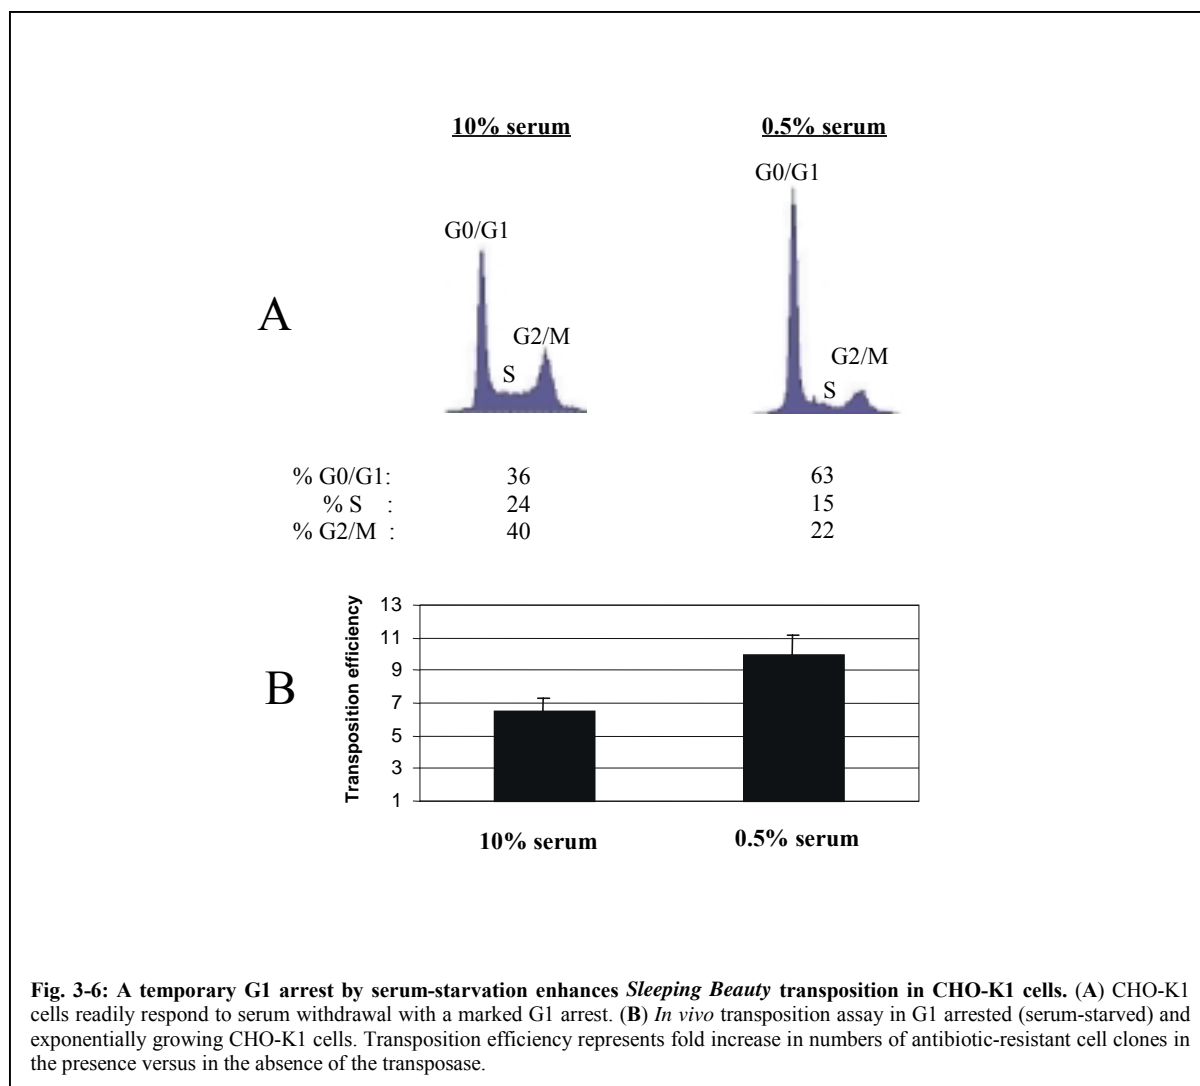 10% serum 0.5% serum
G0/G1
G0/G1
A
G2/M
S
G2/M
S
% G0/G1: 36 63
% S : 24 15
% G2/M : 40 22
B
Transposition efficiency
13
11
9
7
5
3
1
10% serum 0.5% serum
Fig. 3-6: A temporary G1 arrest by serum-starvation enhances Sleeping Beauty transposition in CHO-K1 cells. (A) CHO-K1
cells readily respond to serum withdrawal with a marked G1 arrest. (B) In vivo transposition assay in G1 arrested (serum-starved) and
exponentially growing CHO-K1 cells. Transposition efficiency represents fold increase in numbers of antibiotic-resistant cell clones in
the presence versus in the absence of the transposase.